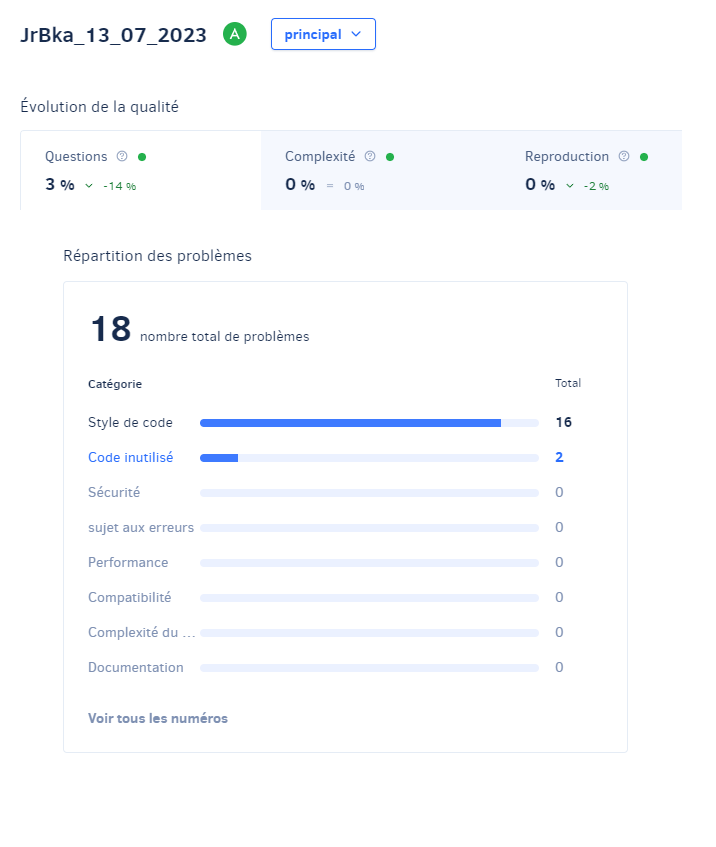 JrBka_13_07_2023 A principal
Évolution de la qualité
Questions Complexité Reproduction
3 % -14 % 0 % = 0 % 0 % -2 %
Répartition des problèmes
18 nombre total de problèmes
Catégorie Total
Style de code 16
Code inutilisé 2
Sécurité 0
sujet aux erreurs 0
Performance 0
Compatibilité 0
Complexité du ... 0
Documentation 0
Voir tous les numéros